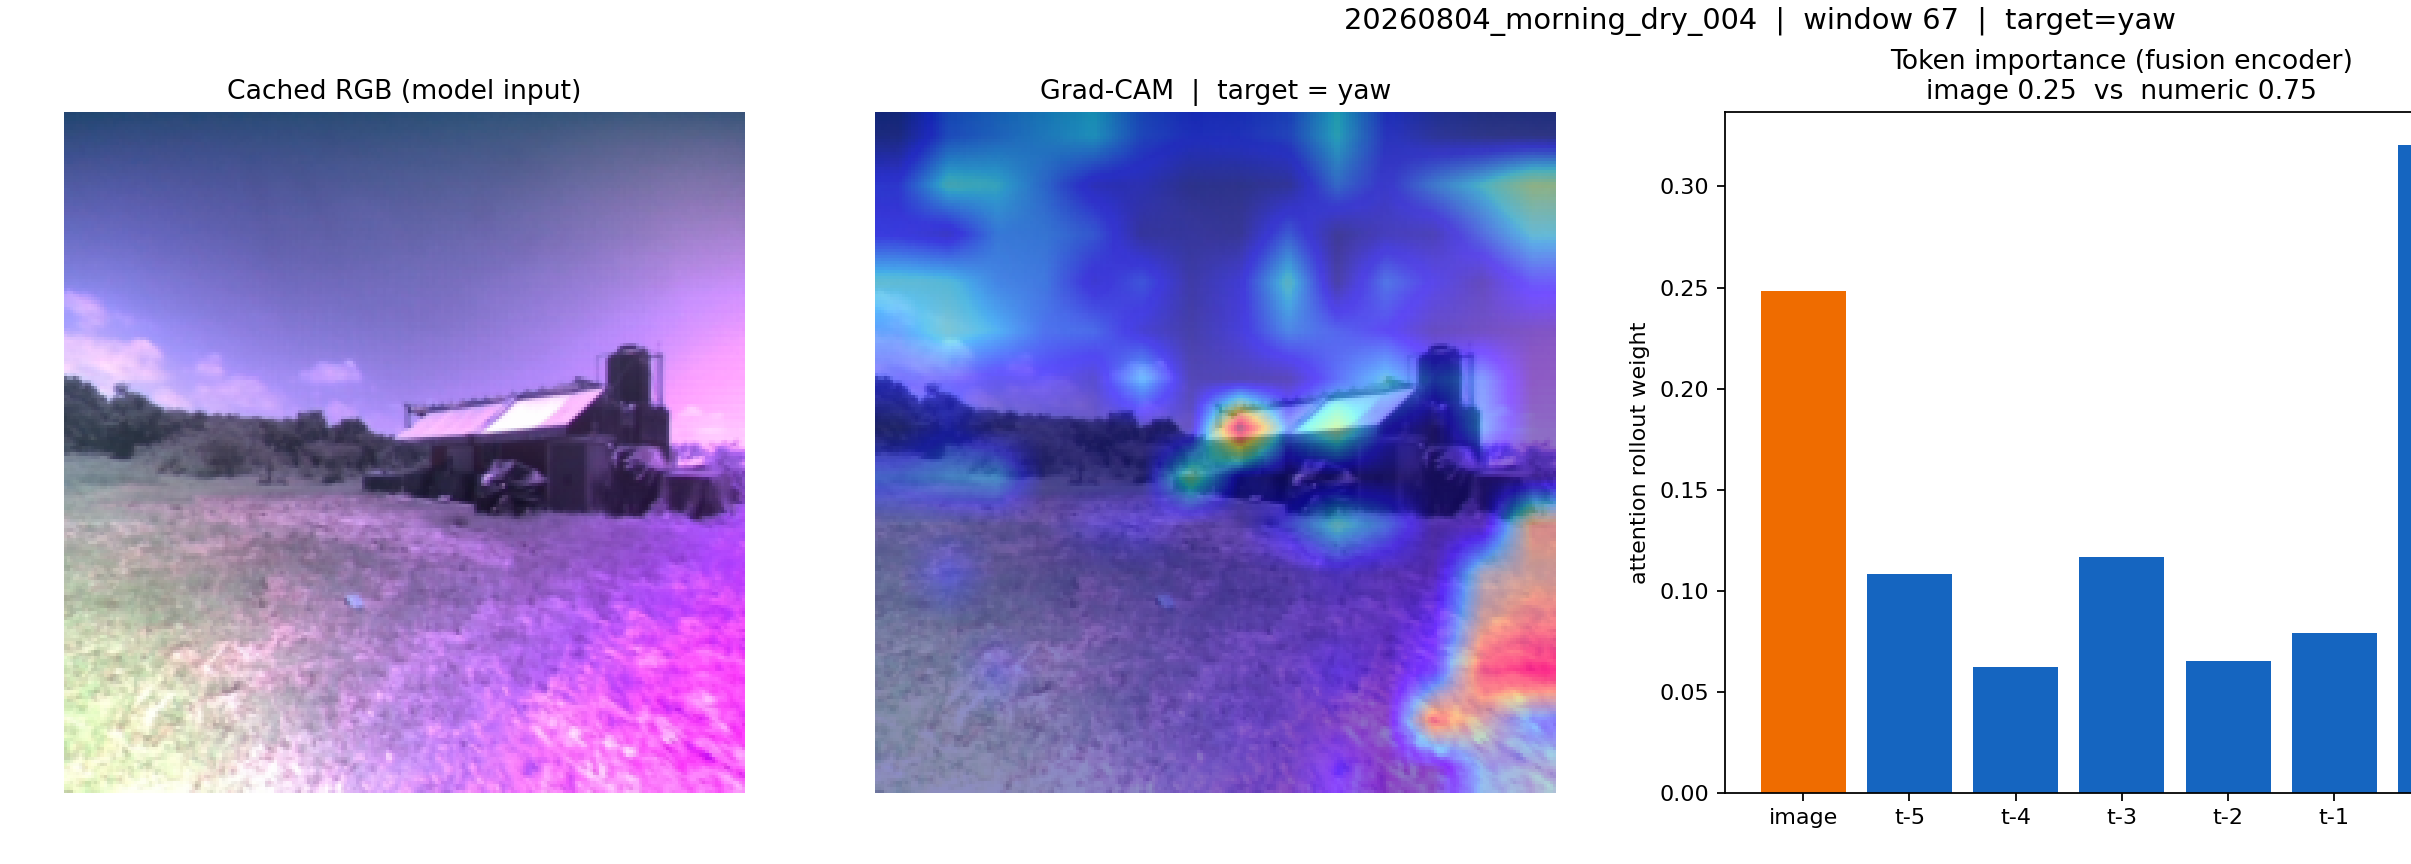 20260804_morning_dry_004 | window 67 | target=yaw
Cached RGB (model input)
Grad-CAM | target = yaw
Token importance (fusion encoder)
image 0.25 vs numeric 0.75
attention rollout weight
0.30
0.25
0.20
0.15
0.10
0.05
0.00
image t-5 t-4 t-3 t-2 t-1